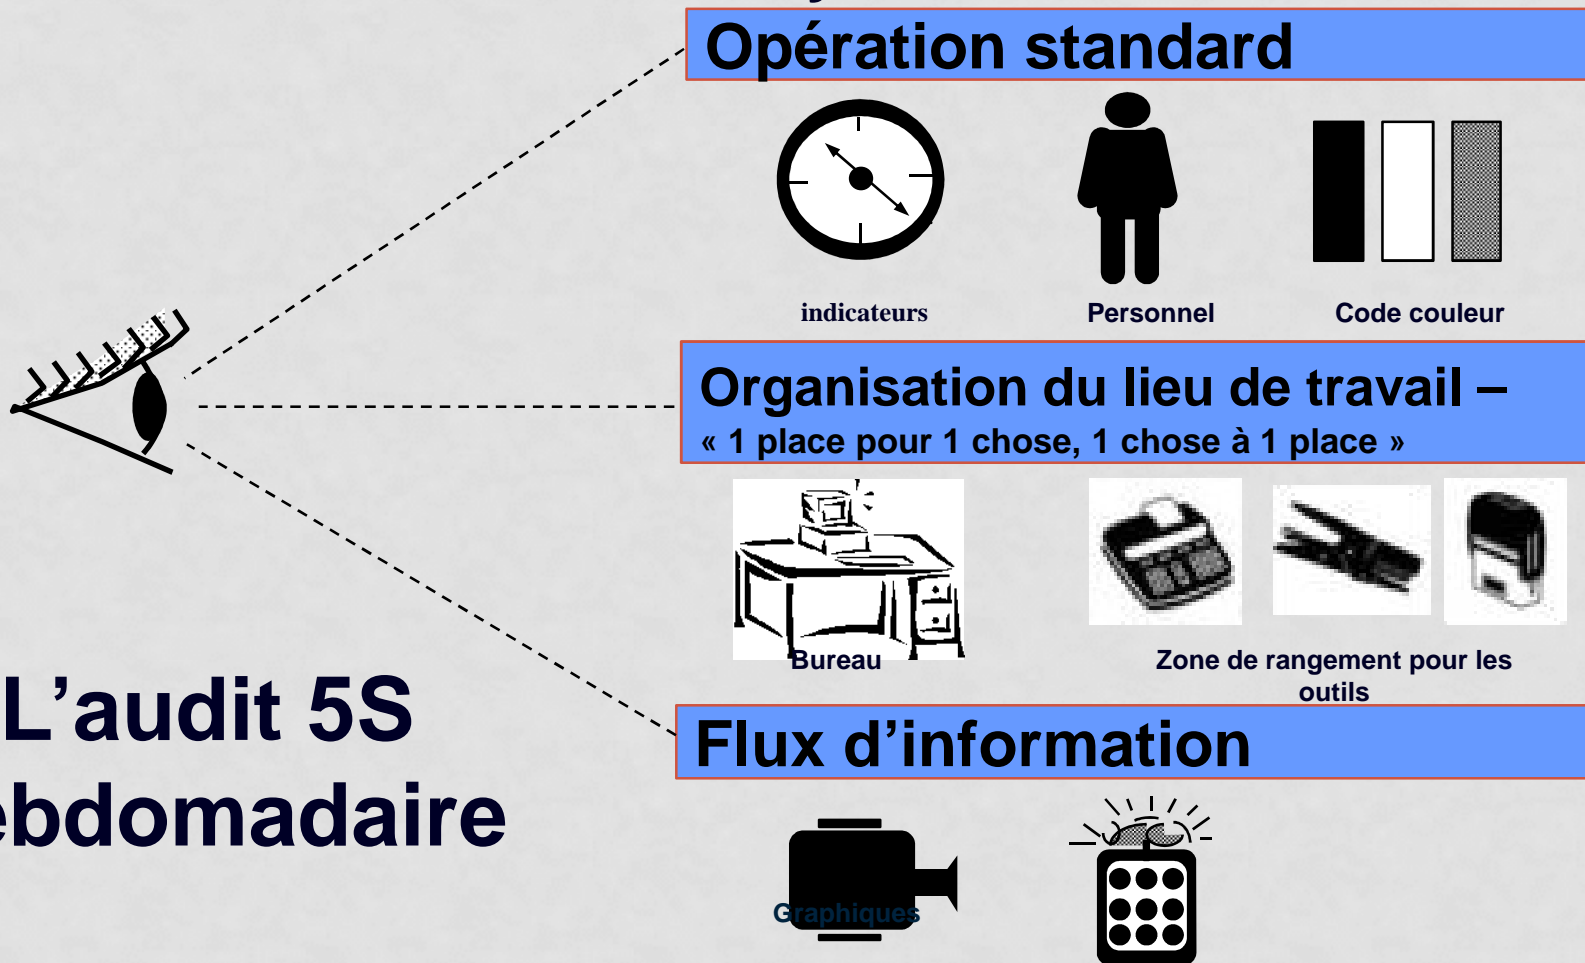 Opération standard
indicateurs
Personnel
Code couleur
Organisation du lieu de travail –
« 1 place pour 1 chose, 1 chose à 1 place »
Bureau
Zone de rangement pour les
outils
L’audit 5S
ebdomadaire
Flux d’information
Graphiques